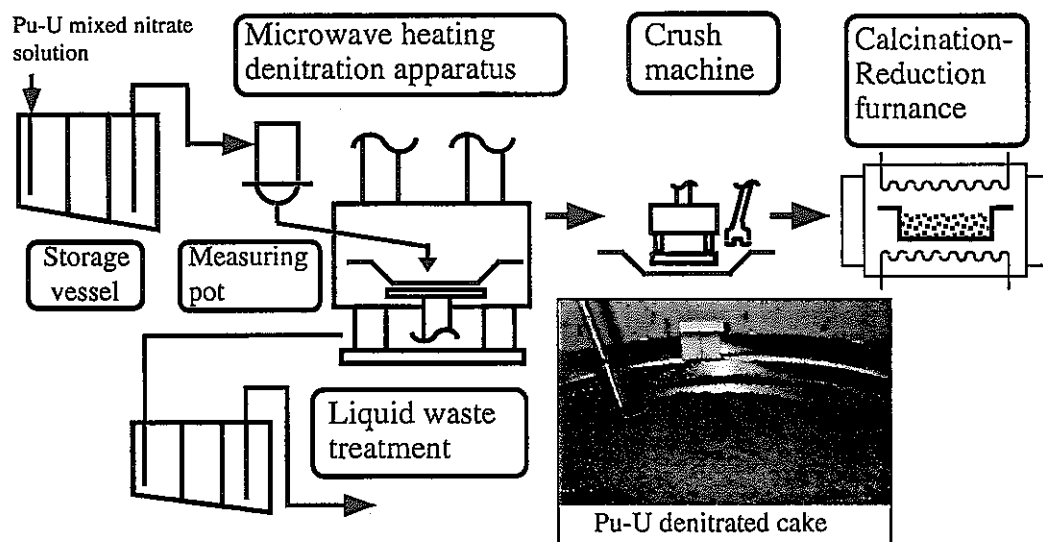 Pu-U mixed nitrate
solution
Microwave heating
denitration apparatus
Crush
machine
Calcination-
Reduction
furnance
Storage
vessel
Measuring
pot
Liquid waste
treatment
Pu-U denitrated cake